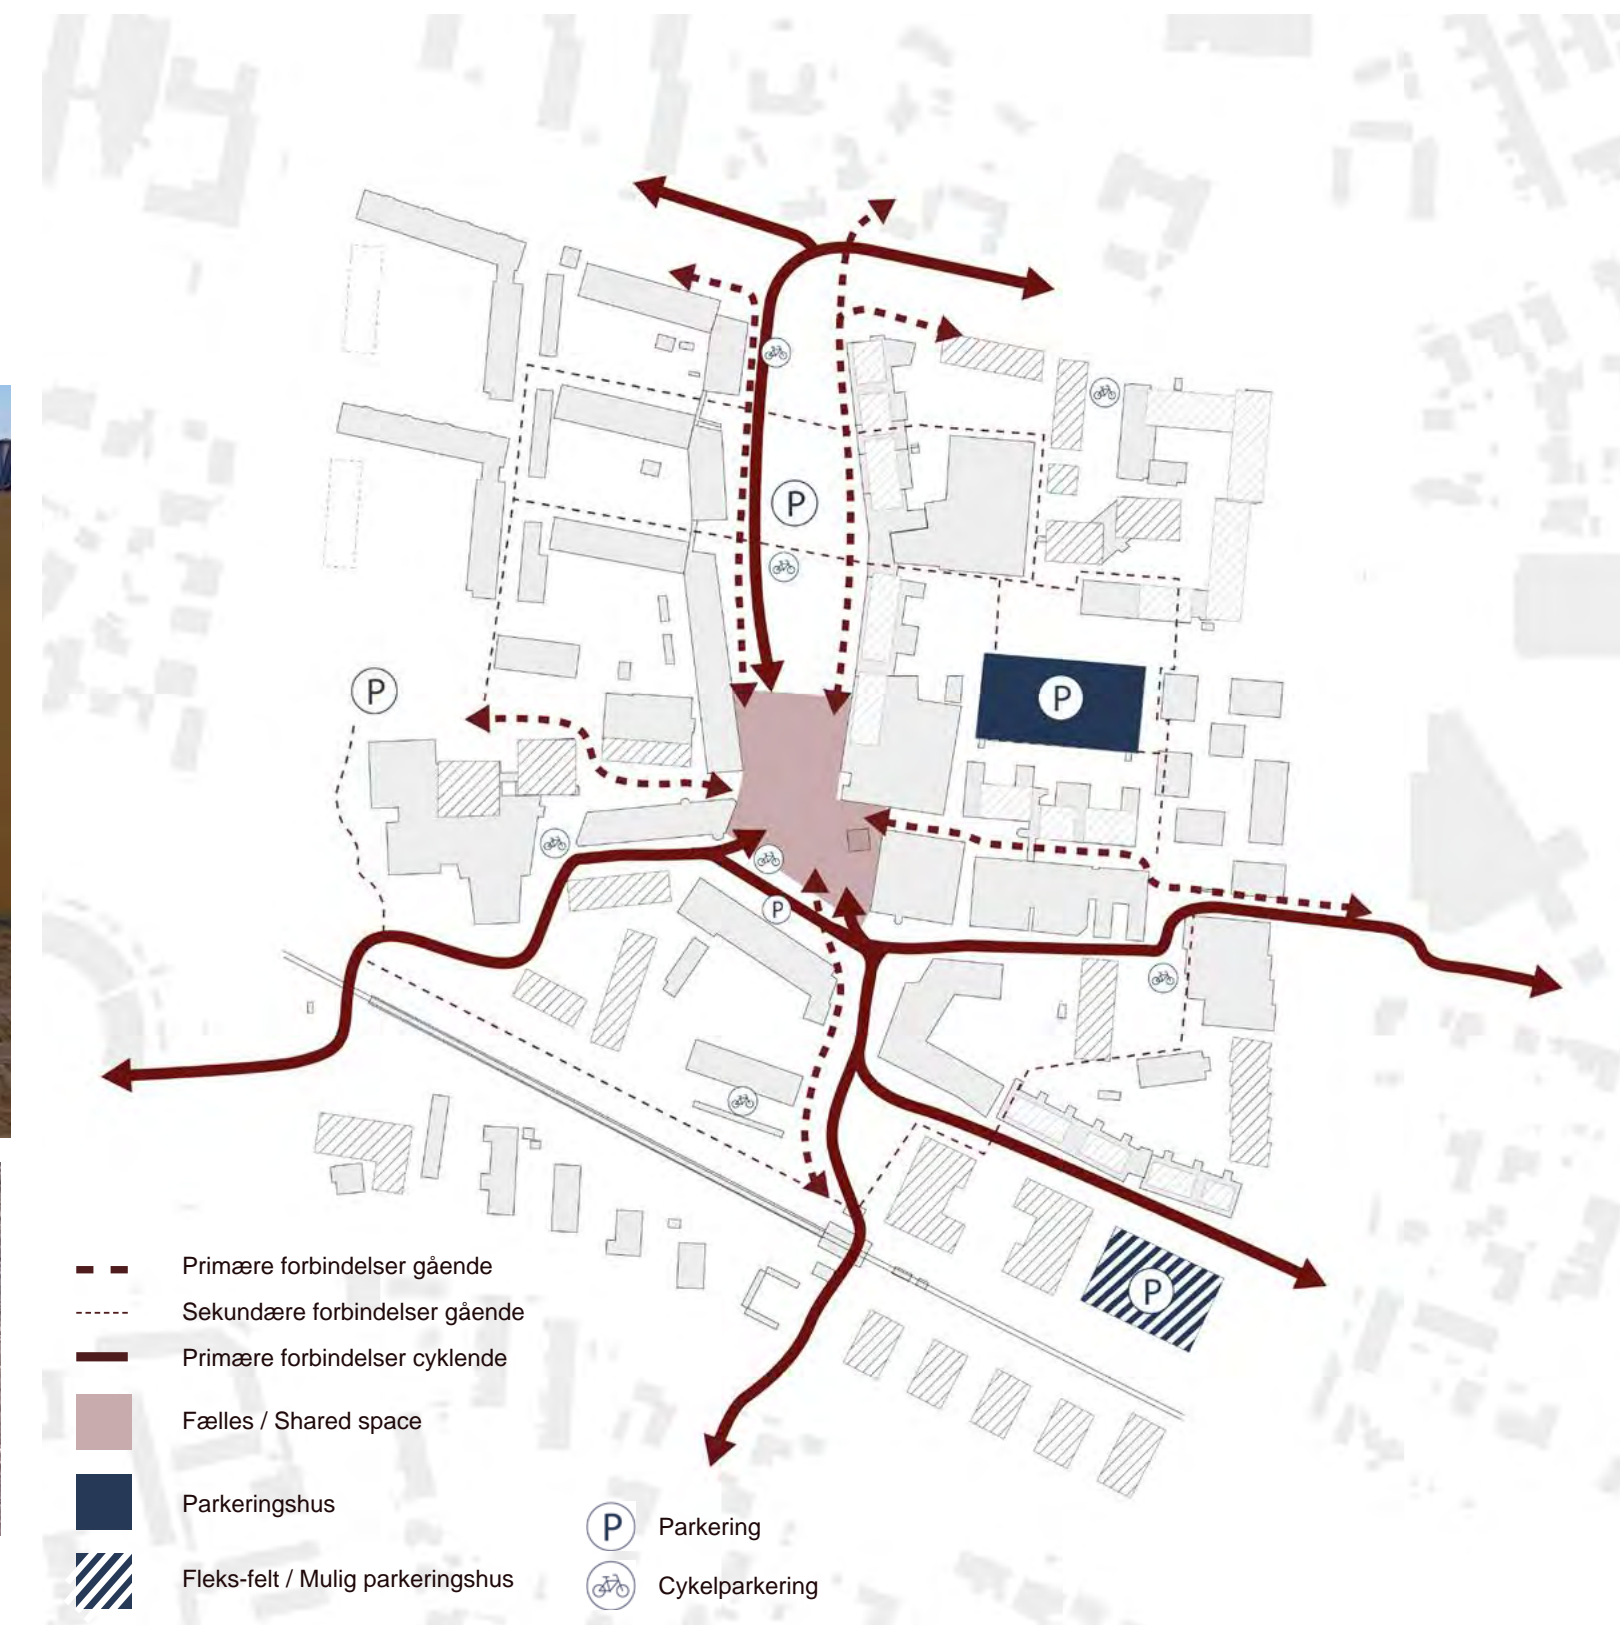 P
P
P
P
P
P
Primære forbindelser gående
Sekundære forbindelser gående
Primære forbindelser cyklende
Fælles / Shared space
Parkeringshus
Fleks-felt / Mulig parkeringshus
Parkering
Cykelparkering